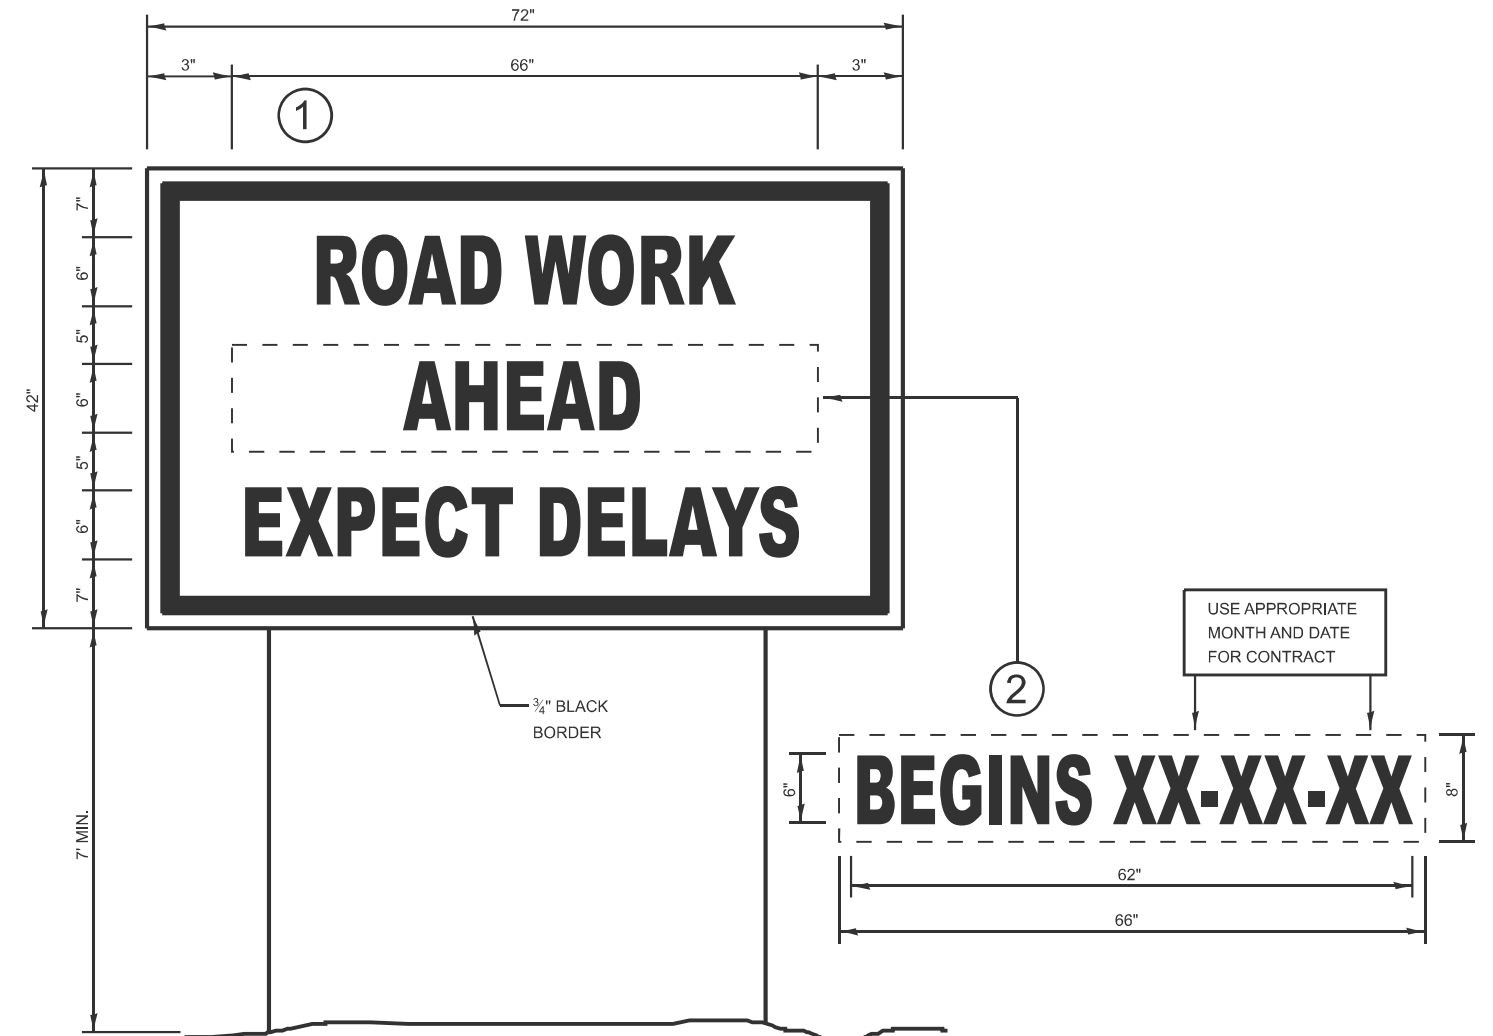 72"
3" 66" 3"
1
7"
6"
5"
6"
5"
6"
7"
42"
ROAD WORK
AHEAD
EXPECT DELAYS
¾" BLACK
BORDER
7' MIN.
2
USE APPROPRIATE
MONTH AND DATE
FOR CONTRACT
6"
BEGINS XX-XX-XX
8"
62"
66"